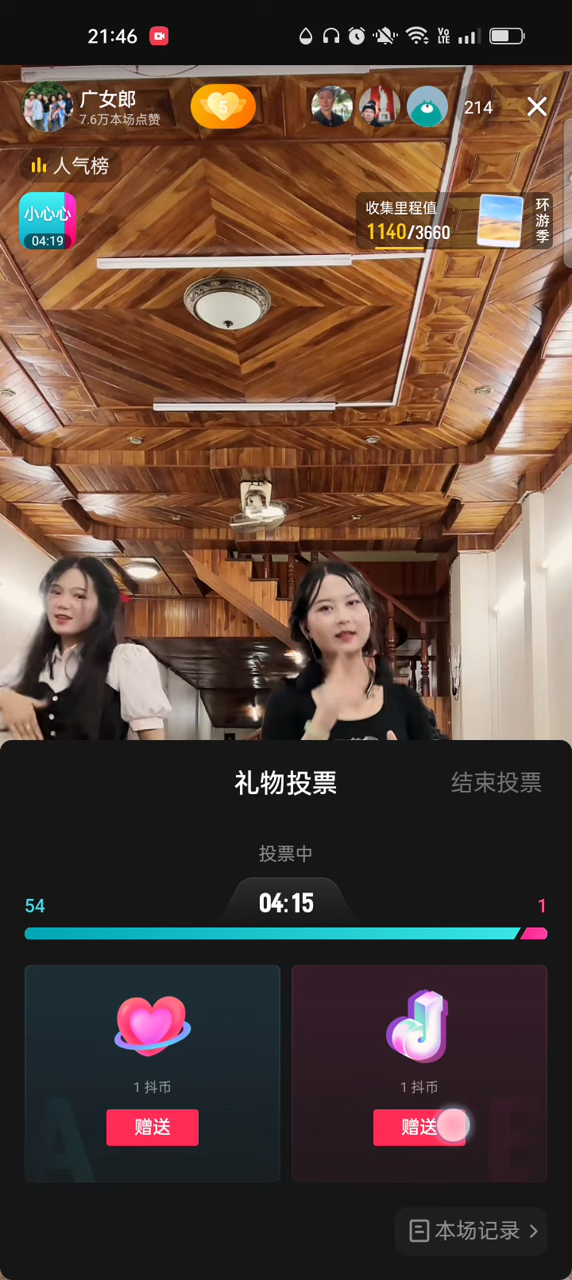 21:46
Vo
LTE
广女郎
7.6万本场点赞
5
214
人气榜
小心心
04:19
收集里程值
1140/3660
环游季
礼物投票
结束投票
投票中
54
04:15
1
A
B
1 抖币
1 抖币
赠送
赠送
本场记录